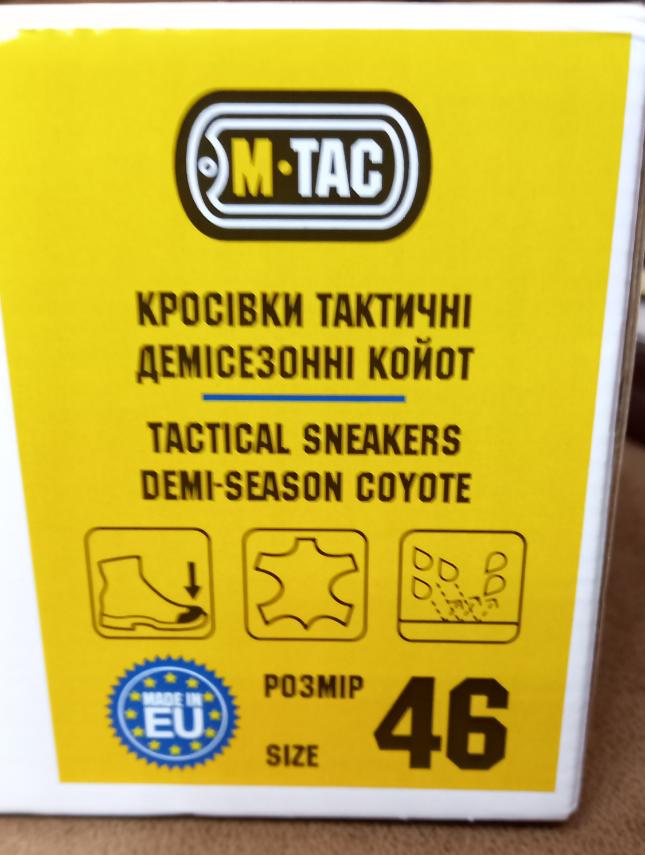 M·TAC
КРОСІВКИ ТАКТИЧНІ
ДЕМІСЕЗОННІ КОЙОТ
TACTICAL SNEAKERS
DEMI-SEASON COYOTE
MADE IN
EU
РОЗМІР
SIZE
46